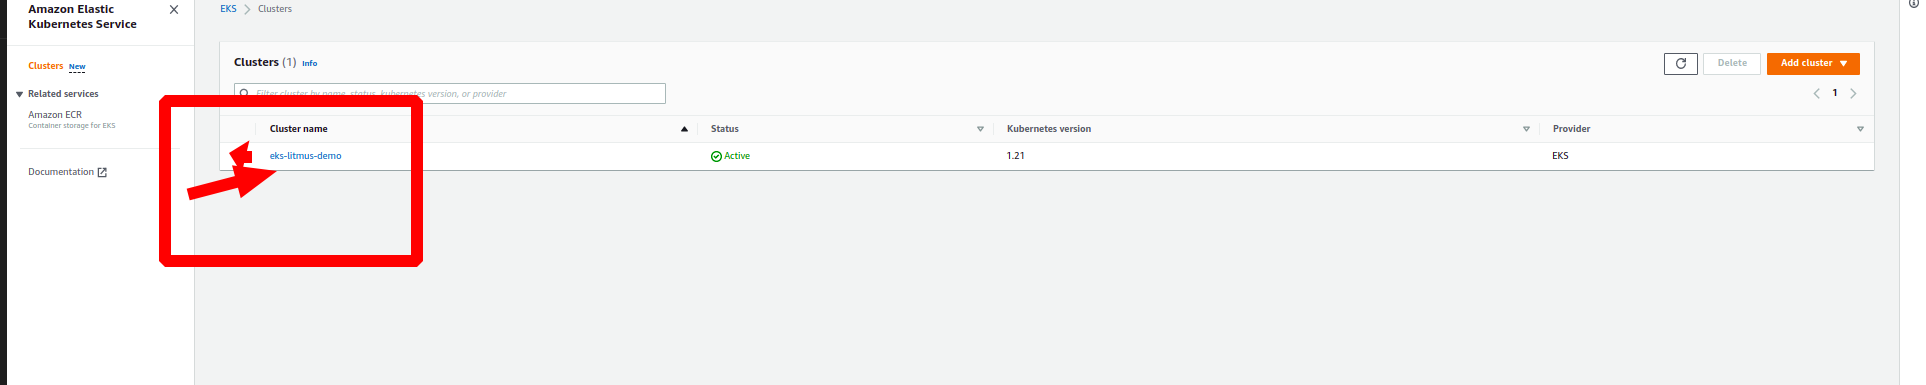 Amazon Elastic
Kubernetes Service
Clusters New
Related services
Amazon ECR
Container storage for EKS
Documentation
EKS Clusters
Clusters (1) Info
Delete
Add cluster
Filter cluster by name, status, kubernetes version, or provider
1
Cluster name Status Kubernetes version Provider
eks-litmus-demo Active 1.21 EKS